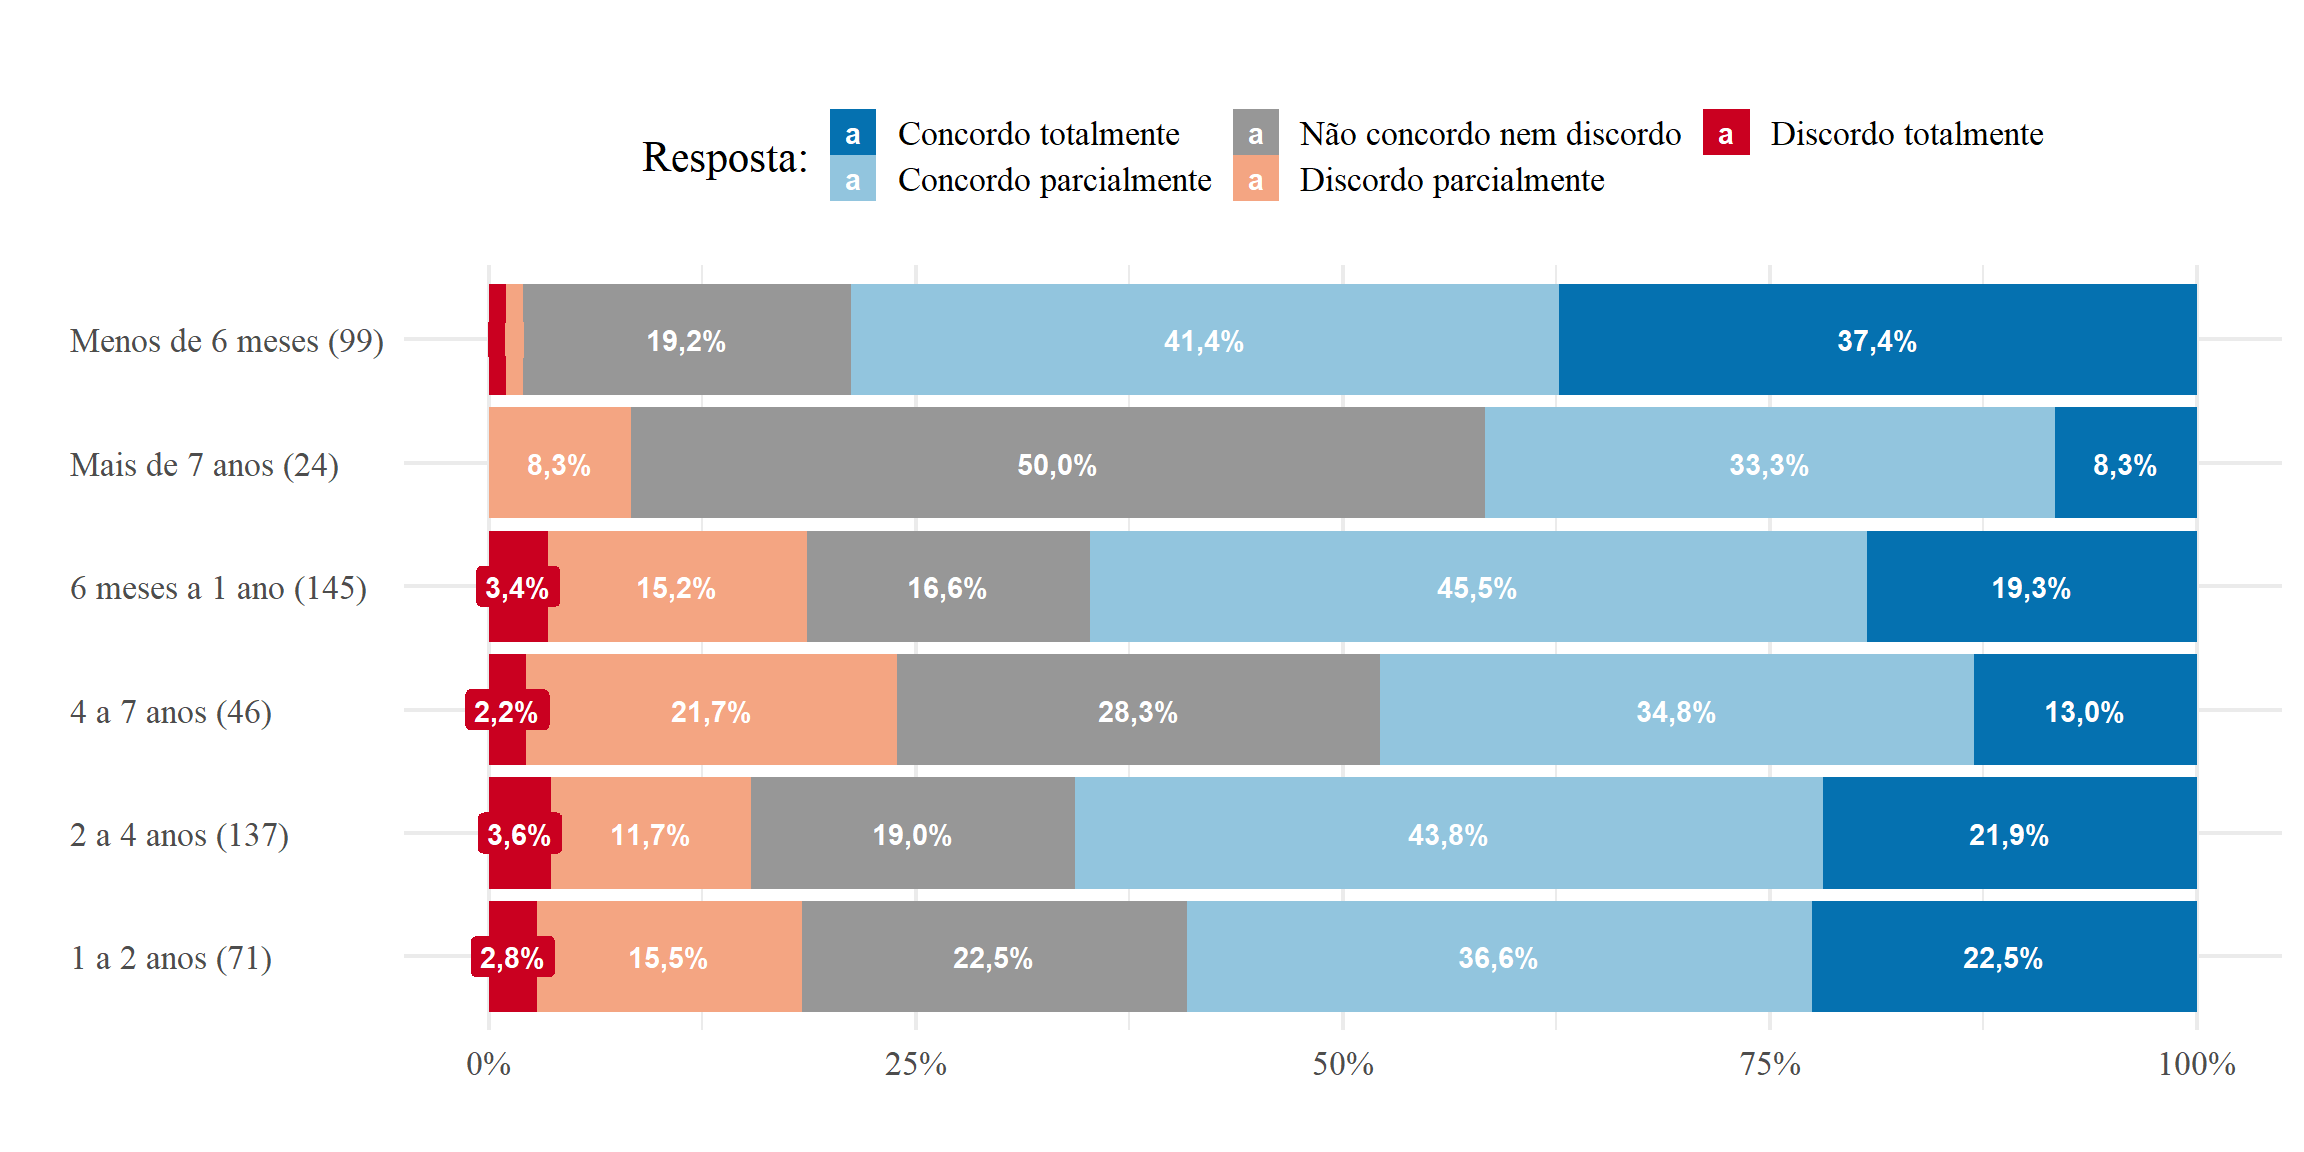 Resposta:
a Concordo totalmente a Não concordo nem discordo a Discordo totalmente
a Concordo parcialmente a Discordo parcialmente
Menos de 6 meses (99) 19,2% 41,4% 37,4%
Mais de 7 anos (24) 8,3% 50,0% 33,3% 8,3%
6 meses a 1 ano (145) 3,4% 15,2% 16,6% 45,5% 19,3%
4 a 7 anos (46) 2,2% 21,7% 28,3% 34,8% 13,0%
2 a 4 anos (137) 3,6% 11,7% 19,0% 43,8% 21,9%
1 a 2 anos (71) 2,8% 15,5% 22,5% 36,6% 22,5%
0% 25% 50% 75% 100%